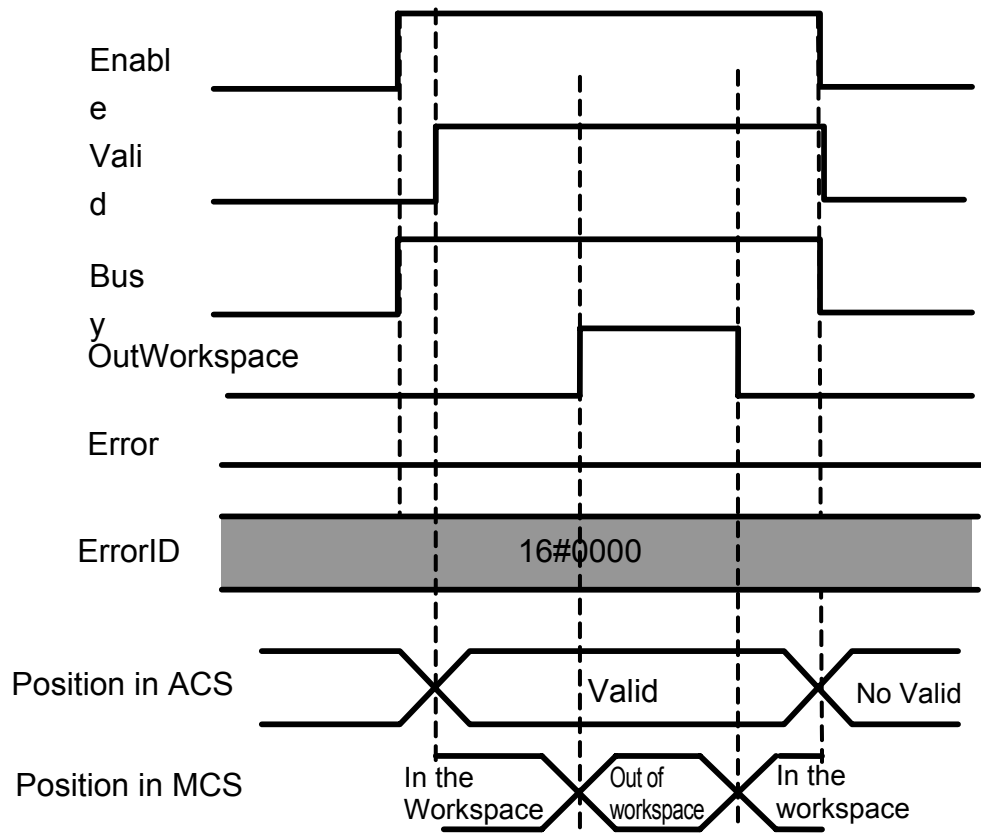 Enabl
e
Vali
d
Bus
y
OutWorkspace
Error
ErrorID
16#0000
Position in ACS
Valid
No Valid
Position in MCS
In the
Workspace
Out of
workspace
In the
workspace